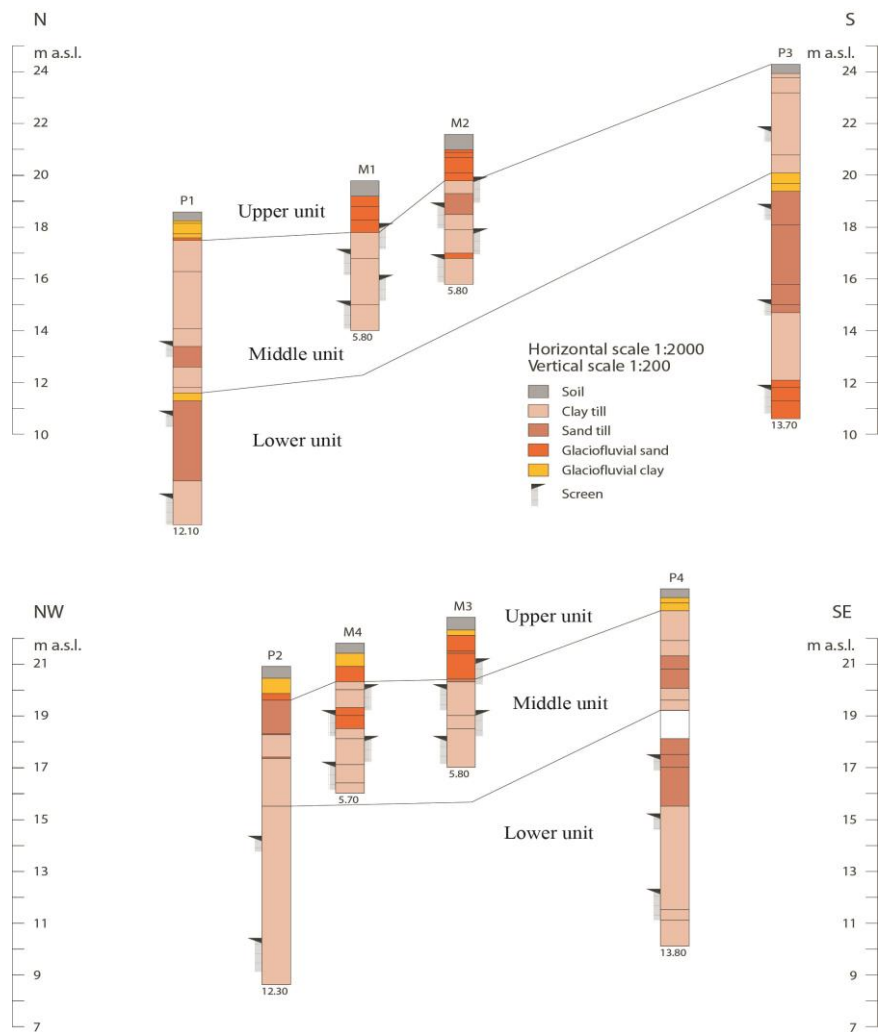 N
S
m a.s.l.
P3
m a.s.l.
24
24
22
M2
22
M1
20
20
P1
Upper unit
18
18
16
16
5.80
14
5.80
14
Middle unit
Horizontal scale 1:2000
Vertical scale 1:200
12
Soil
12
Clay till
Lower unit
Sand till
10
Glaciofluvial sand
13.70
10
Glaciofluvial clay
Screen
12.10
P4
NW
Upper unit
SE
M3
m a.s.l.
M4
m a.s.l.
P2
21
21
Middle unit
19
19
17
17
5.80
5.70
15
Lower unit
15
13
13
11
11
13.80
9
12.30
9
7
7